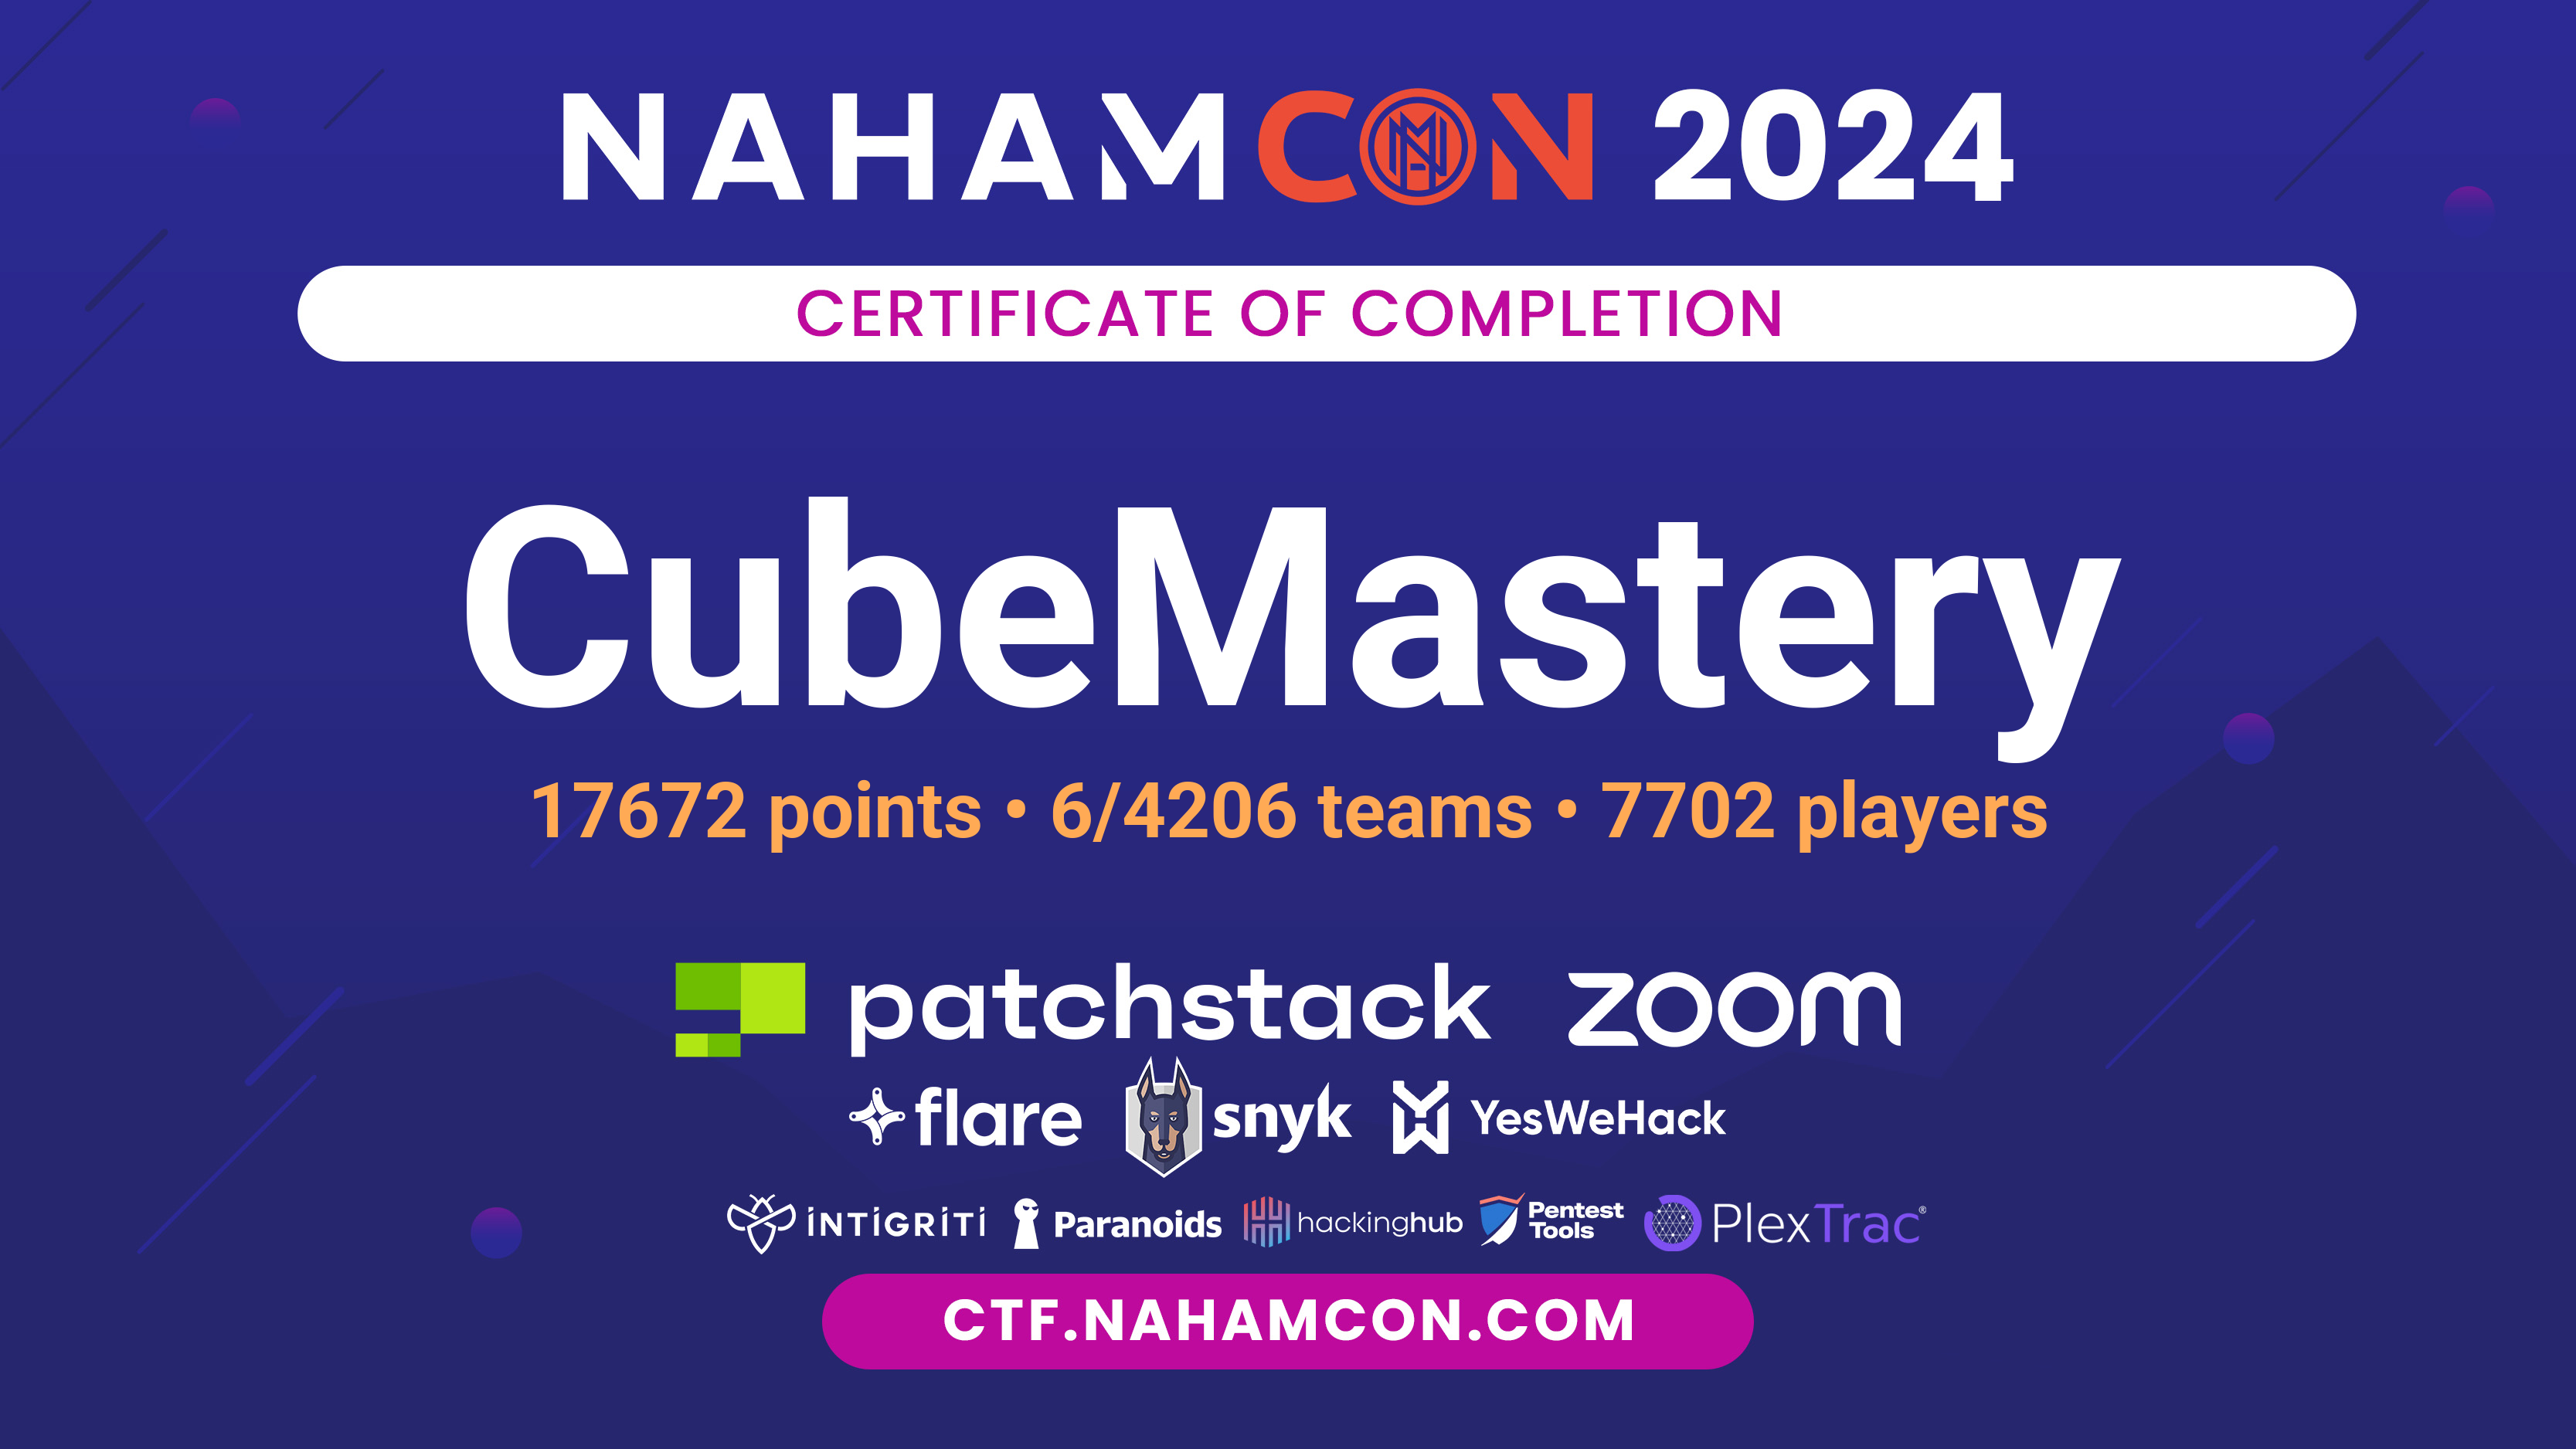 NAHAMCON 2024
CERTIFICATE OF COMPLETION
CubeMastery
17672 points • 6/4206 teams • 7702 players
patchstack zoom
flare snyk YesWeHack
INTIGRITI Paranoids hackinghub Pentest Tools PlexTrac®
CTF.NAHAMCON.COM